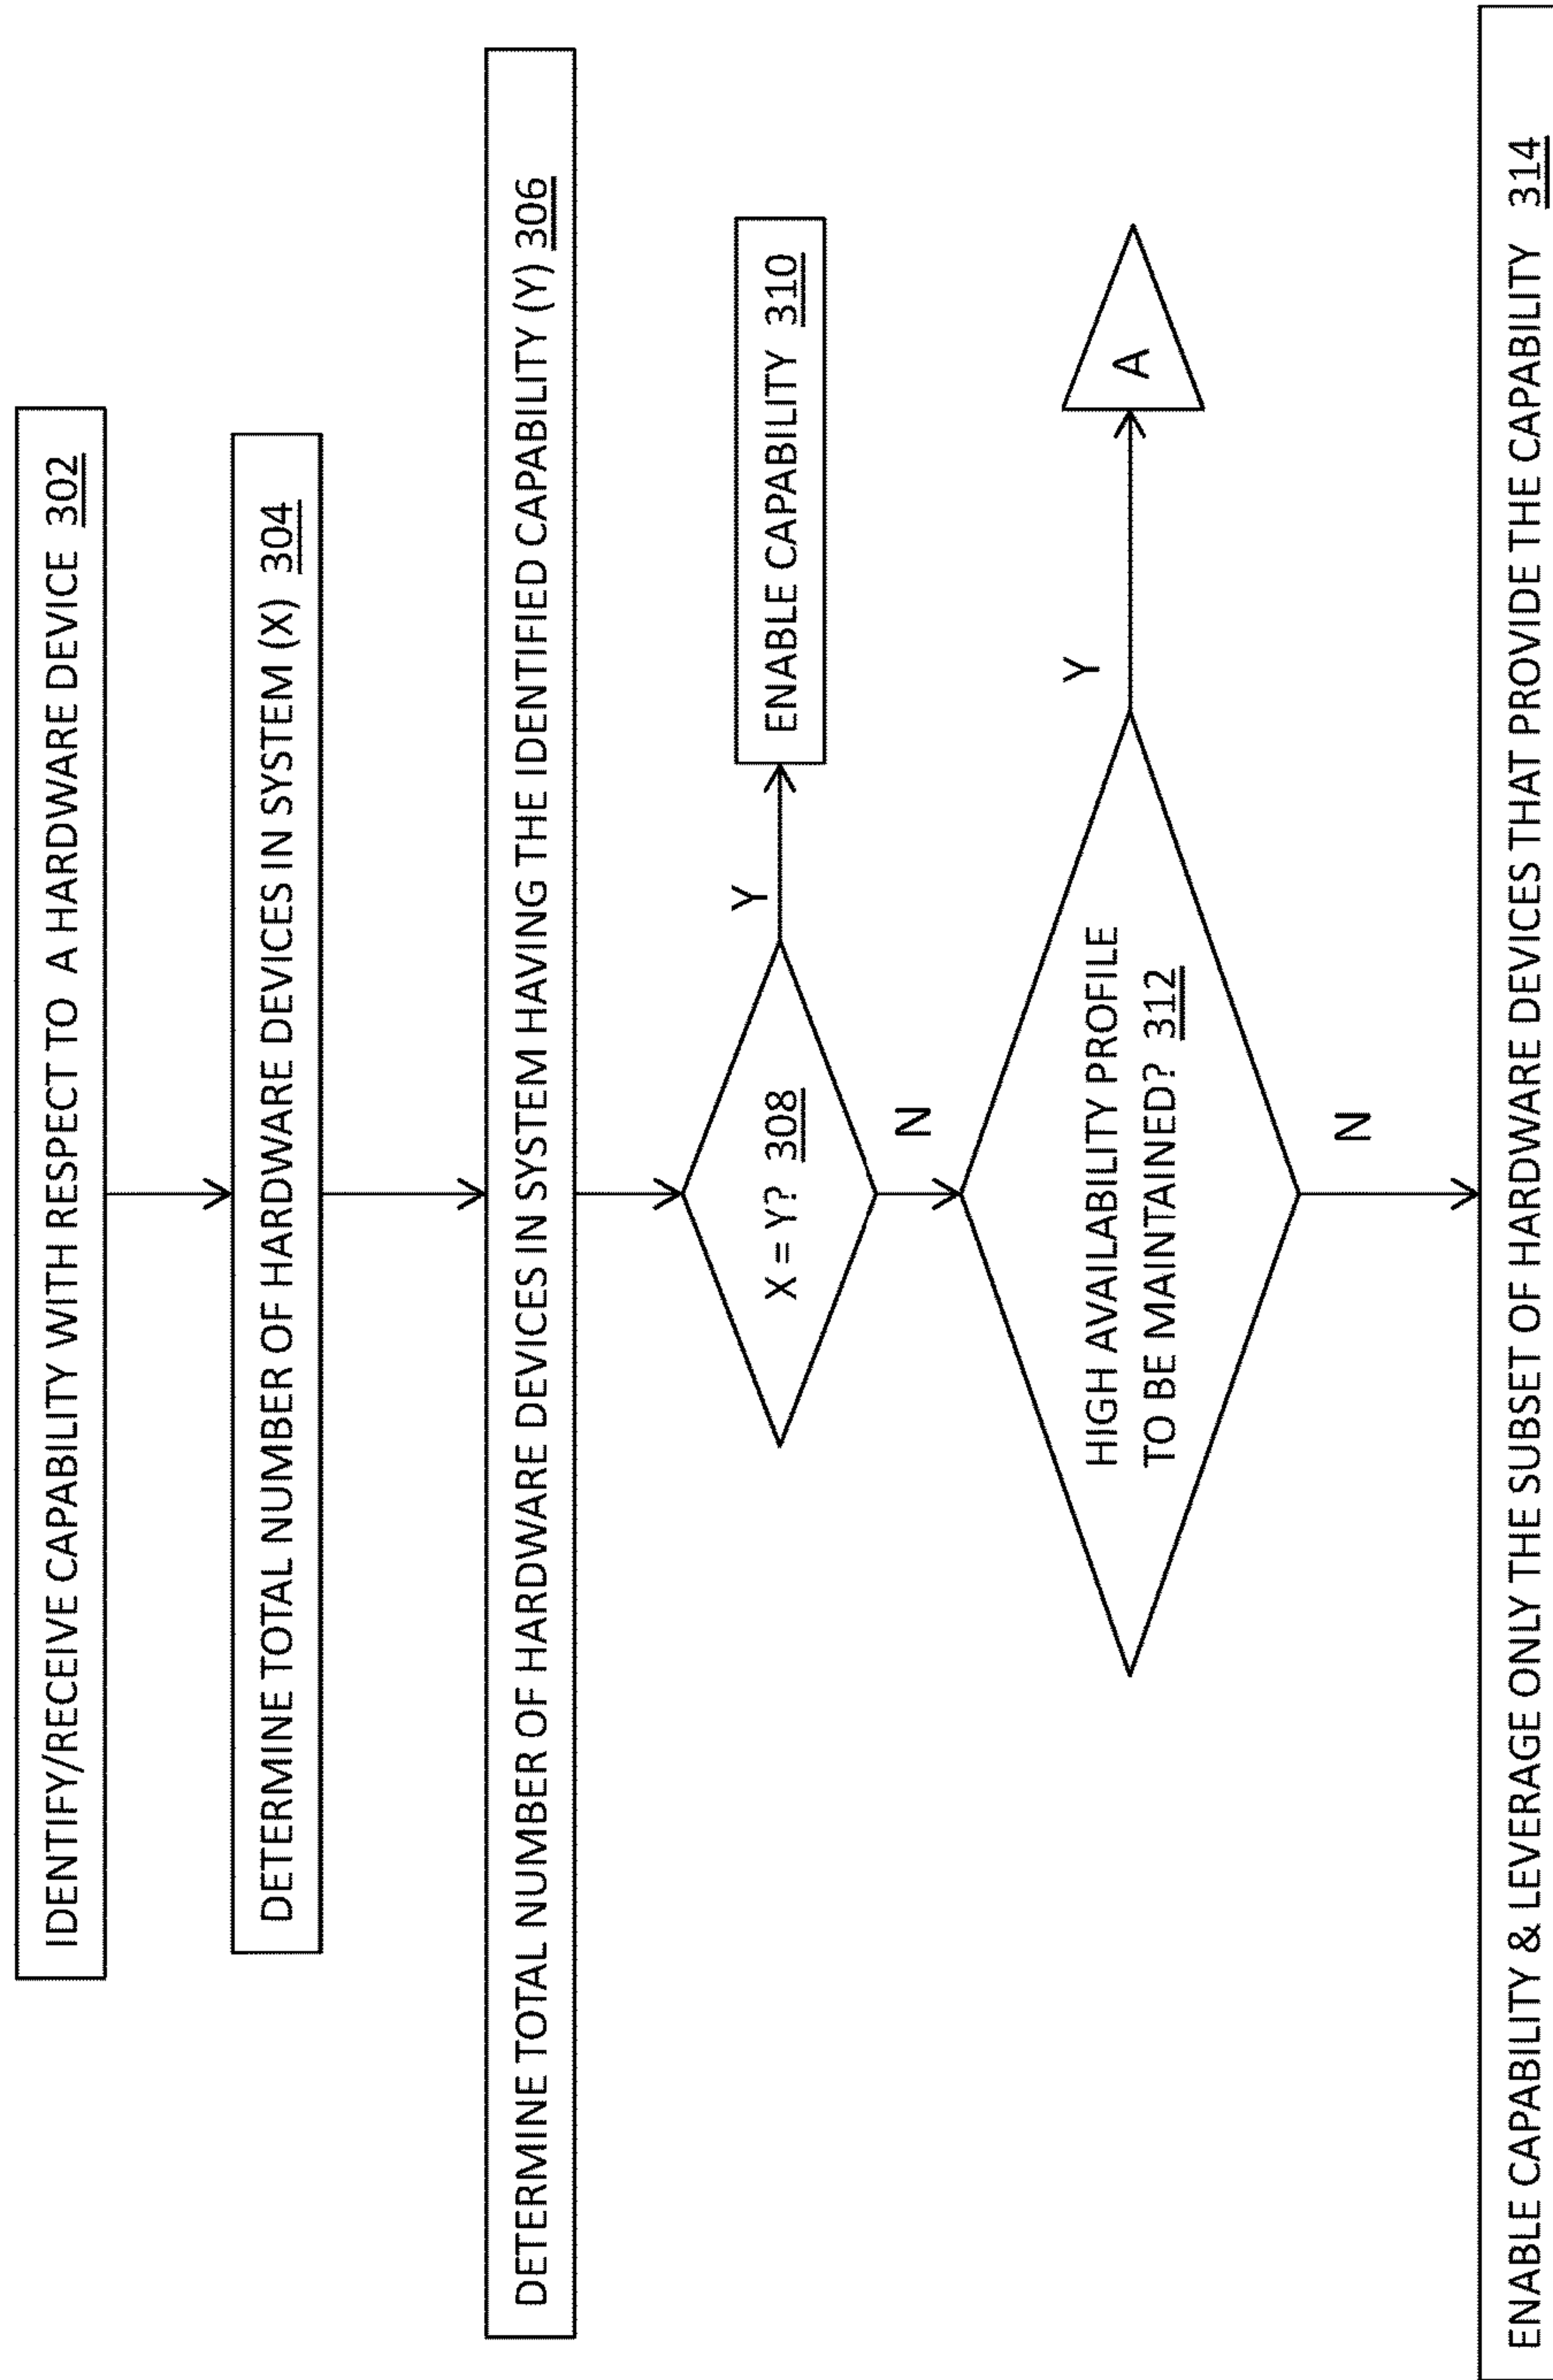 IDENTIFY/RECEIVE CAPABILITY WITH RESPECT TO A HARDWARE DEVICE 302
DETERMINE TOTAL NUMBER OF HARDWARE DEVICES IN SYSTEM (X) 304
DETERMINE TOTAL NUMBER OF HARDWARE DEVICES IN SYSTEM HAVING THE IDENTIFIED CAPABILITY (Y) 306
X = Y? 308
Y
ENABLE CAPABILITY 310
N
HIGH AVAILABILITY PROFILE
TO BE MAINTAINED? 312
Y
A
N
ENABLE CAPABILITY & LEVERAGE ONLY THE SUBSET OF HARDWARE DEVICES THAT PROVIDE THE CAPABILITY 314